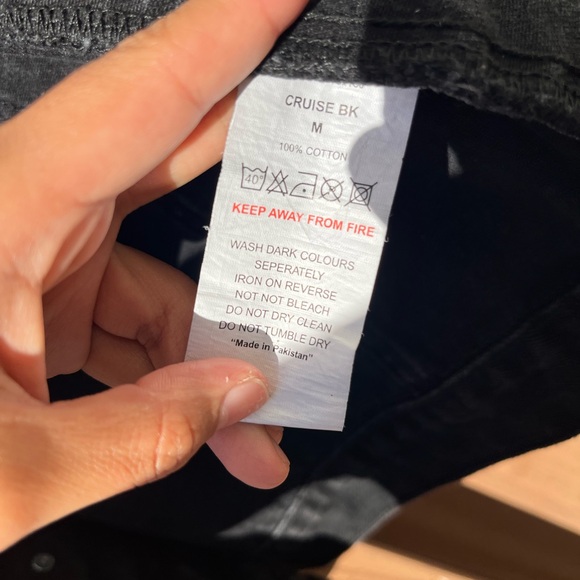 CRUISE BK
M
100% COTTON
40°
KEEP AWAY FROM FIRE
WASH DARK COLOURS
SEPERATELY
IRON ON REVERSE
NOT NOT BLEACH
DO NOT DRY CLEAN
DO NOT TUMBLE DRY
"Made in Pakistan"